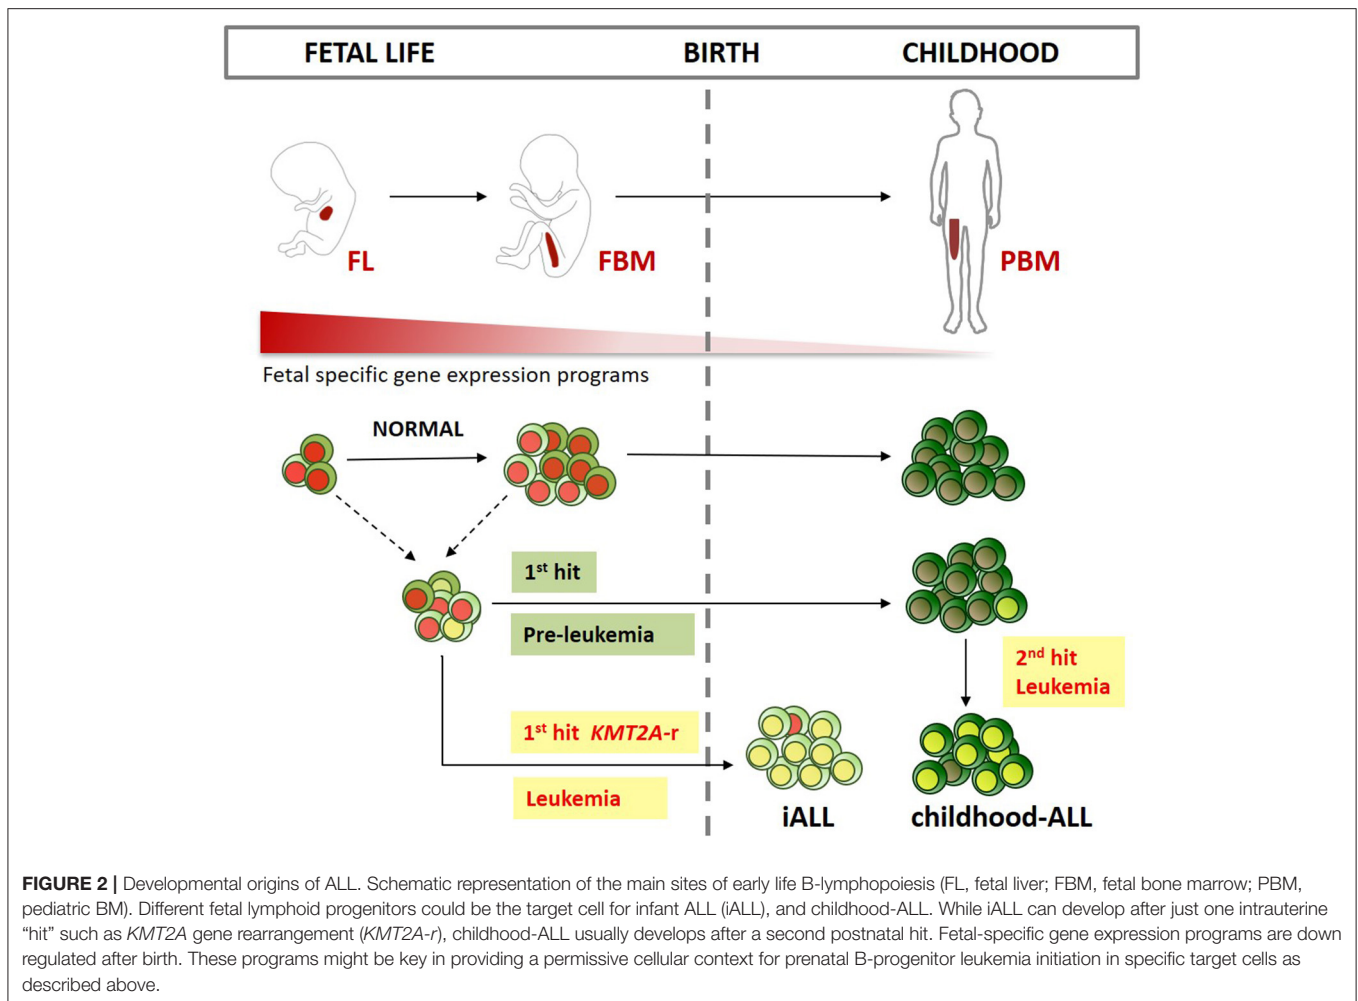 FETAL LIFE BIRTH CHILDHOOD
FL
FBM
PBM
Fetal specific gene expression programs
NORMAL
1st hit
Pre-leukemia
2nd hit
Leukemia
1st hit KMT2A-r
Leukemia
iALL
childhood-ALL
FIGURE 2 | Developmental origins of ALL. Schematic representation of the main sites of early life B-lymphopoiesis (FL, fetal liver; FBM, fetal bone marrow; PBM,
pediatric BM). Different fetal lymphoid progenitors could be the target cell for infant ALL (iALL), and childhood-ALL. While iALL can develop after just one intrauterine
“hit” such as KMT2A gene rearrangement (KMT2A-r), childhood-ALL usually develops after a second postnatal hit. Fetal-specific gene expression programs are down
regulated after birth. These programs might be key in providing a permissive cellular context for prenatal B-progenitor leukemia initiation in specific target cells as
described above.